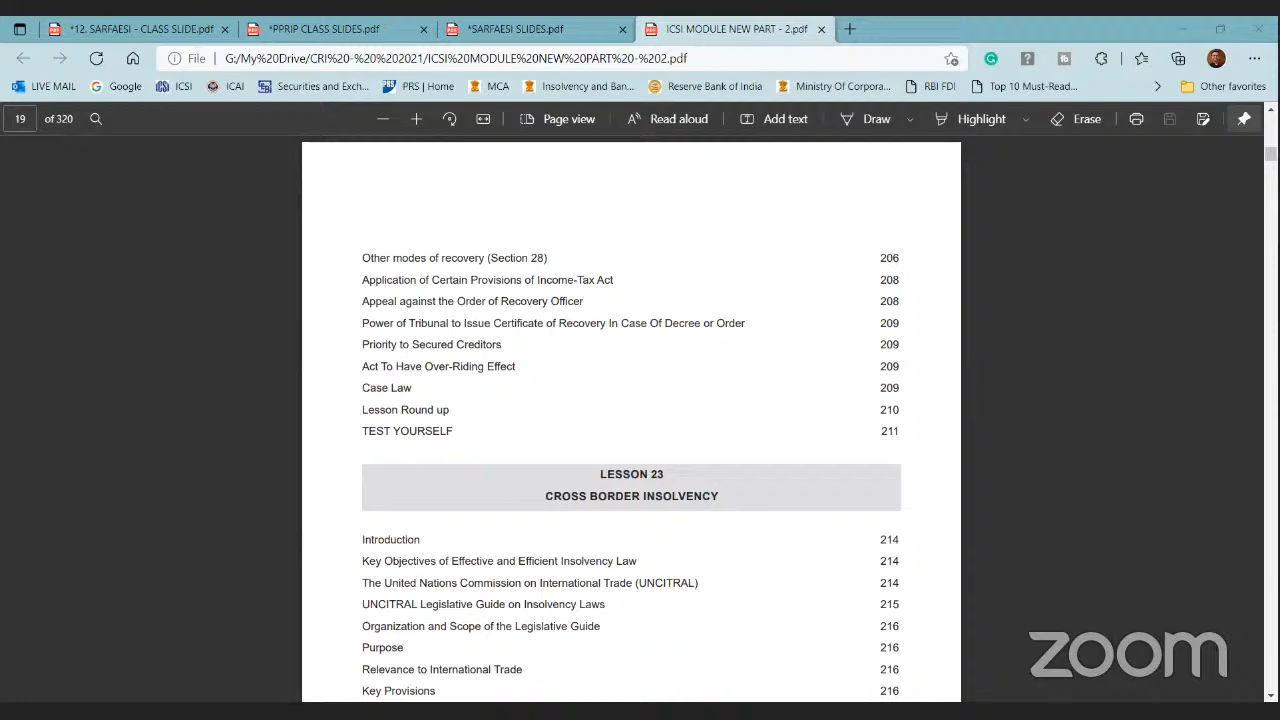 *12. SARFAESI - CLASS SLIDE.pdf *PPRIP CLASS SLIDES.pdf *SARFAESI SLIDES.pdf ICSI MODULE NEW PART - 2.pdf
File G:/My%20Drive/CRI%20-%20%202021/ICSI%20MODULE%20NEW%20PART%20-%202.pdf
LIVE MAIL Google ICSI ICAI Securities and Exch... PRS | Home MCA Insolvency and Ban... Reserve Bank of India Ministry Of Corpora... RBI FDI Top 10 Must-Read... Other favorites
19 of 320 Page view Read aloud Add text Draw Highlight Erase
Other modes of recovery (Section 28) 206
Application of Certain Provisions of Income-Tax Act 208
Appeal against the Order of Recovery Officer 208
Power of Tribunal to Issue Certificate of Recovery In Case Of Decree or Order 209
Priority to Secured Creditors 209
Act To Have Over-Riding Effect 209
Case Law 209
Lesson Round up 210
TEST YOURSELF 211
LESSON 23
CROSS BORDER INSOLVENCY
Introduction 214
Key Objectives of Effective and Efficient Insolvency Law 214
The United Nations Commission on International Trade (UNCITRAL) 214
UNCITRAL Legislative Guide on Insolvency Laws 215
Organization and Scope of the Legislative Guide 216
Purpose 216
Relevance to International Trade 216
Key Provisions 216
zoom